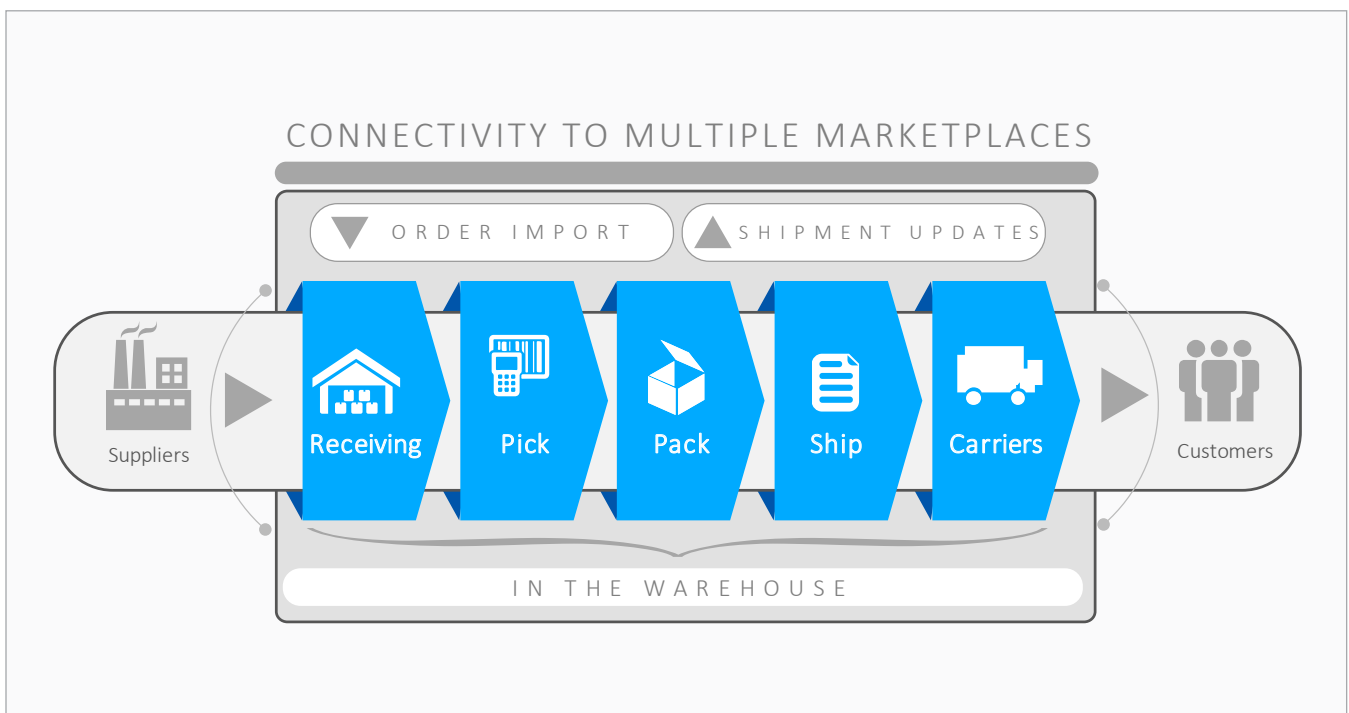 CONNECTIVITY TO MULTIPLE MARKETPLACES
ORDER IMPORT
SHIPMENT UPDATES
Suppliers
Receiving
Pick
Pack
Ship
Carriers
Customers
IN THE WAREHOUSE